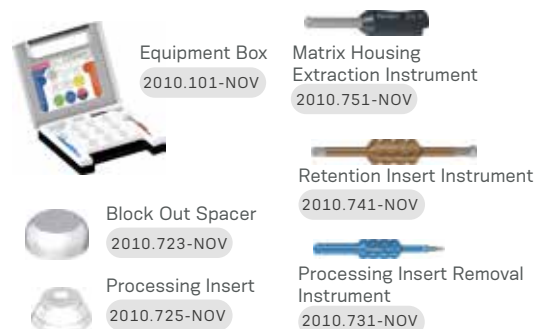 Equipment Box
2010.101-NOV
Matrix Housing
Extraction Instrument
2010.751-NOV
Retention Insert Instrument
2010.741-NOV
Block Out Spacer
2010.723-NOV
Processing Insert
2010.725-NOV
Processing Insert Removal
Instrument
2010.731-NOV